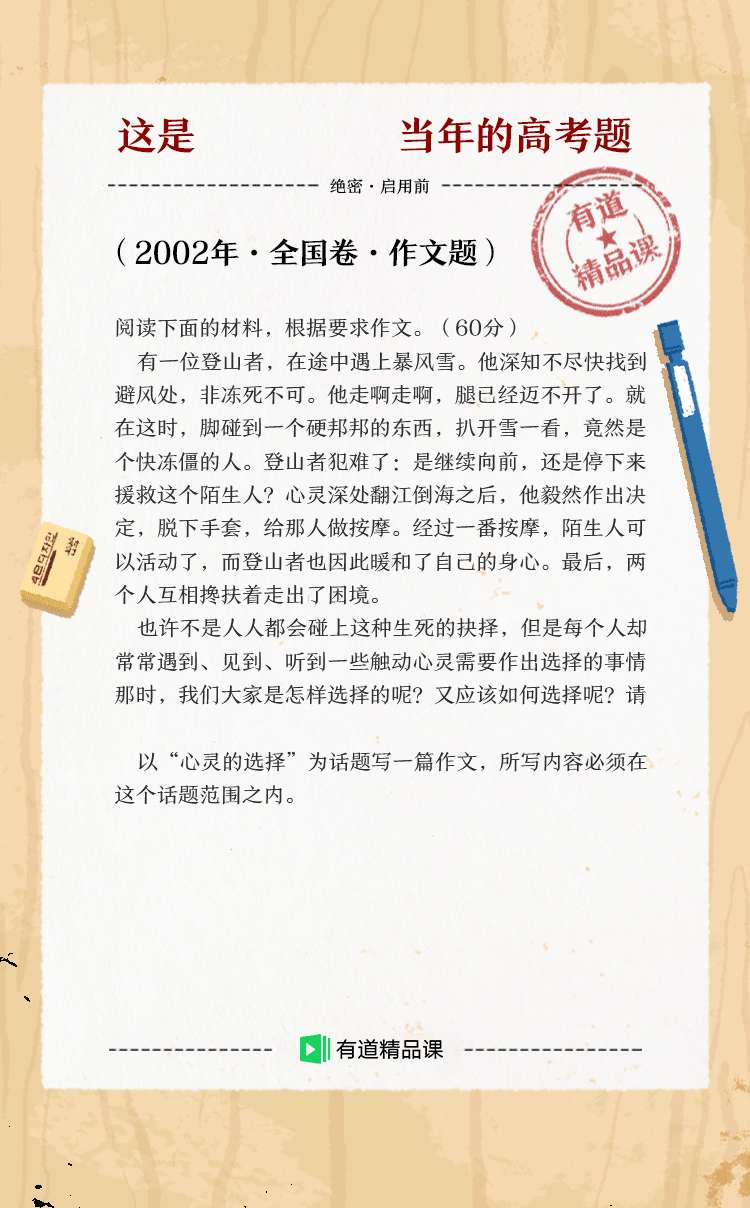 这是 当年的高考题
绝密·启用前
有道
精品课
（2002年·全国卷·作文题）
阅读下面的材料，根据要求作文。（60分）
有一位登山者，在途中遇上暴风雪。他深知不尽快找到
避风处，非冻死不可。他走啊走啊，腿已经迈不开了。就
在这时，脚碰到一个硬邦邦的东西，扒开雪一看，竟然是
个快冻僵的人。登山者犯难了：是继续向前，还是停下来
援救这个陌生人？心灵深处翻江倒海之后，他毅然作出决
定，脱下手套，给那人做按摩。经过一番按摩，陌生人可
以活动了，而登山者也因此暖和了自己的身心。最后，两
个人互相搀扶着走出了困境。
也许不是人人都会碰上这种生死的抉择，但是每个人却
常常遇到、见到、听到一些触动心灵需要作出选择的事情
那时，我们大家是怎样选择的呢？又应该如何选择呢？请
以“心灵的选择”为话题写一篇作文，所写内容必须在
这个话题范围之内。
有道精品课